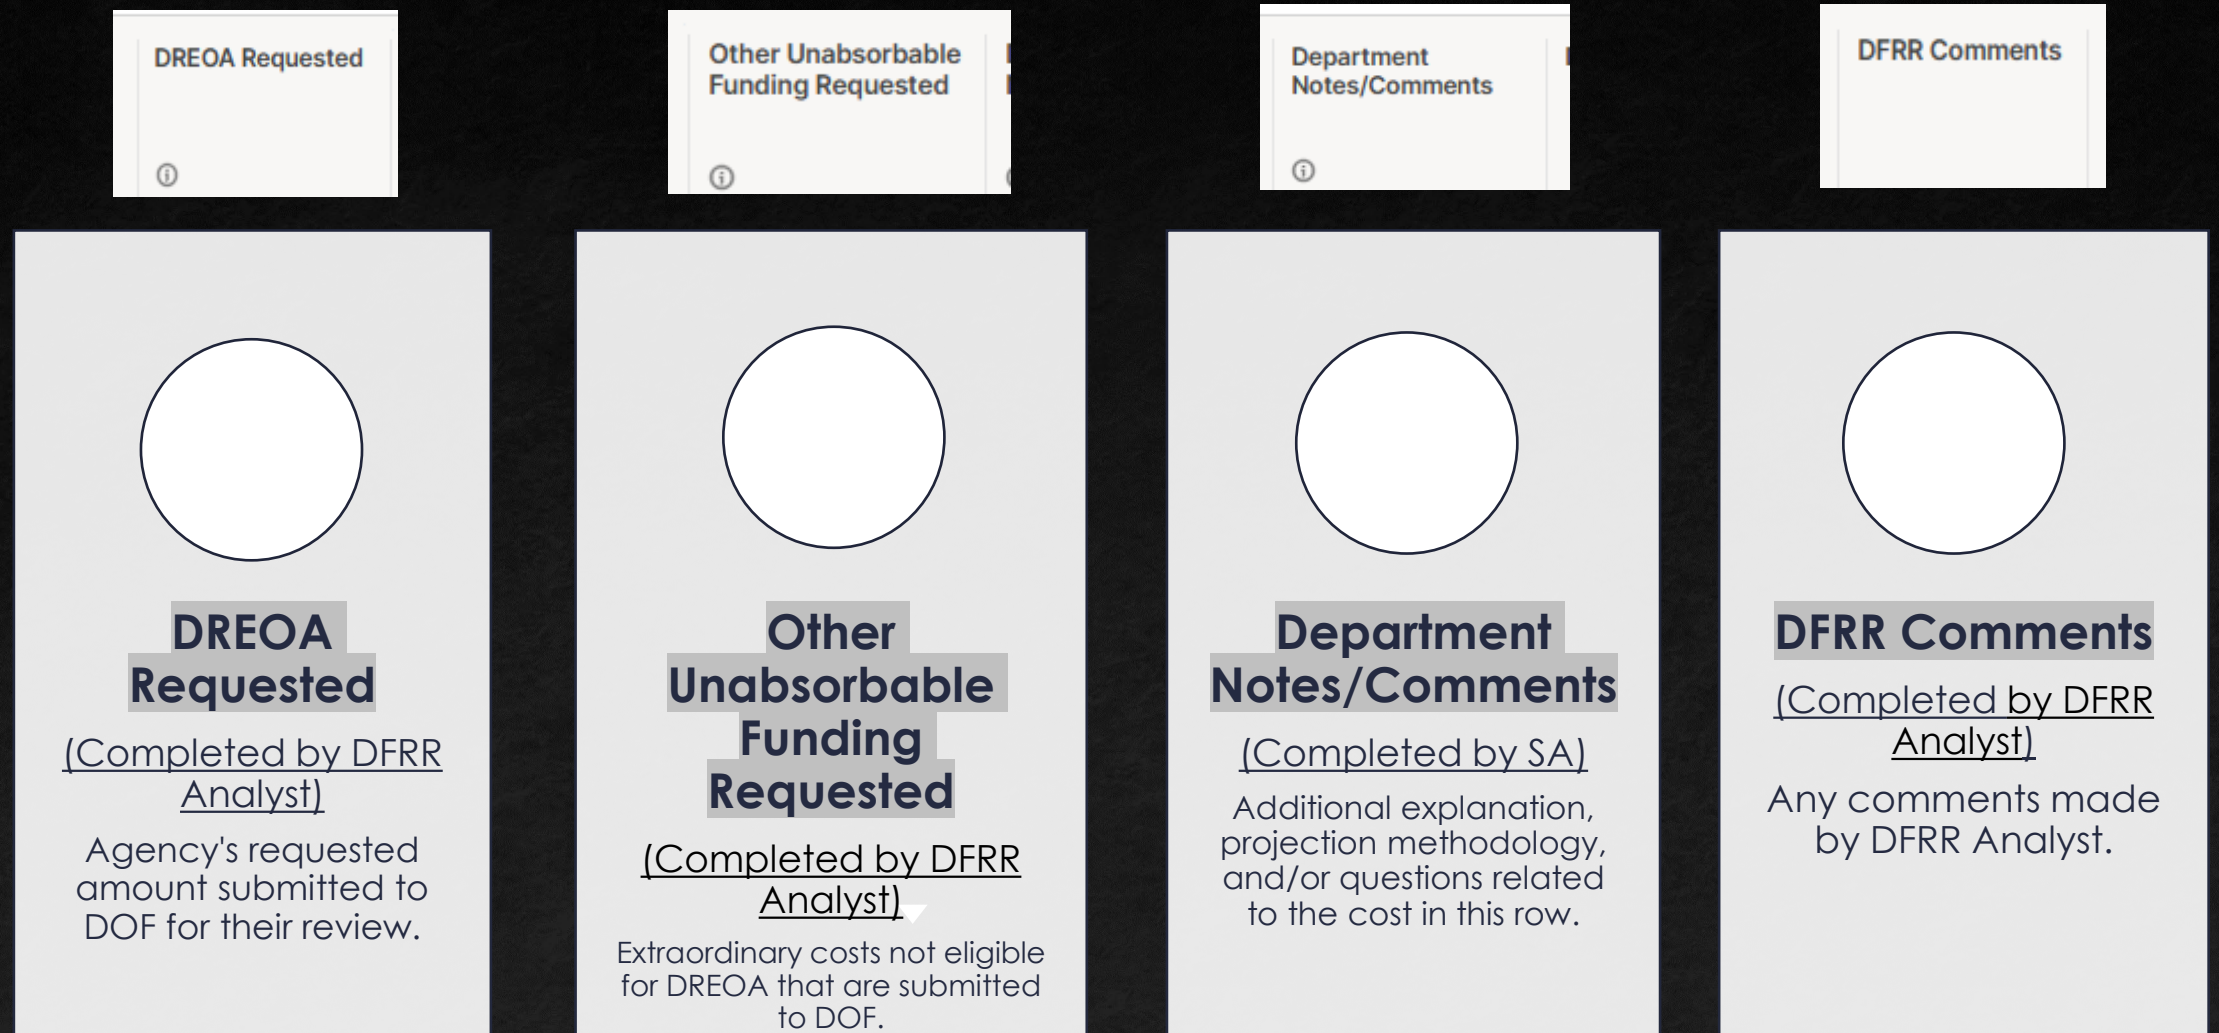 DREOA Requested
Other Unabsorbable
Funding Requested
Department
Notes/Comments
DFRR Comments
DREOA
Requested
(Completed by DFRR
Analyst)
Agency's requested
amount submitted to
DOF for their review.
Other
Unabsorbable
Funding
Requested
(Completed by DFRR
Analyst)
Extraordinary costs not eligible
for DREOA that are submitted
to DOF.
Department
Notes/Comments
(Completed by SA)
Additional explanation,
projection methodology,
and/or questions related
to the cost in this row.
DFRR Comments
(Completed by DFRR
Analyst)
Any comments made
by DFRR Analyst.